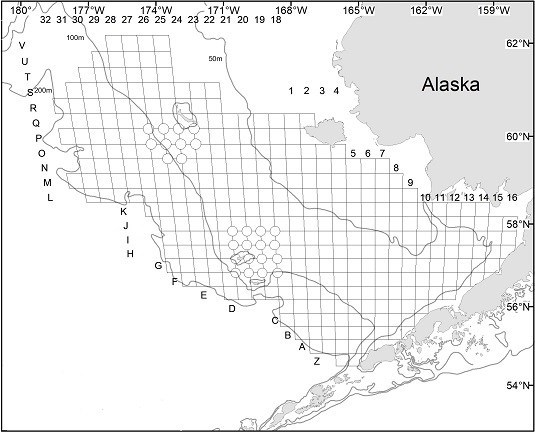 180° 177°W 174°W 171°W 168°W 165°W 162°W 159°W
32 31 30 29 28 27 26 25 24 23 22 21 20 19 18
100m
62°N
V
50m
U
T
Alaska
S 200m
1 2 3 4
R
Q
60°N
P
O
5 6 7
N
8
M
9
L
10 11 12 13 14 15 16
K
58°N
J
I
H
G
F
E
56°N
D
C
B
A
Z
54°N